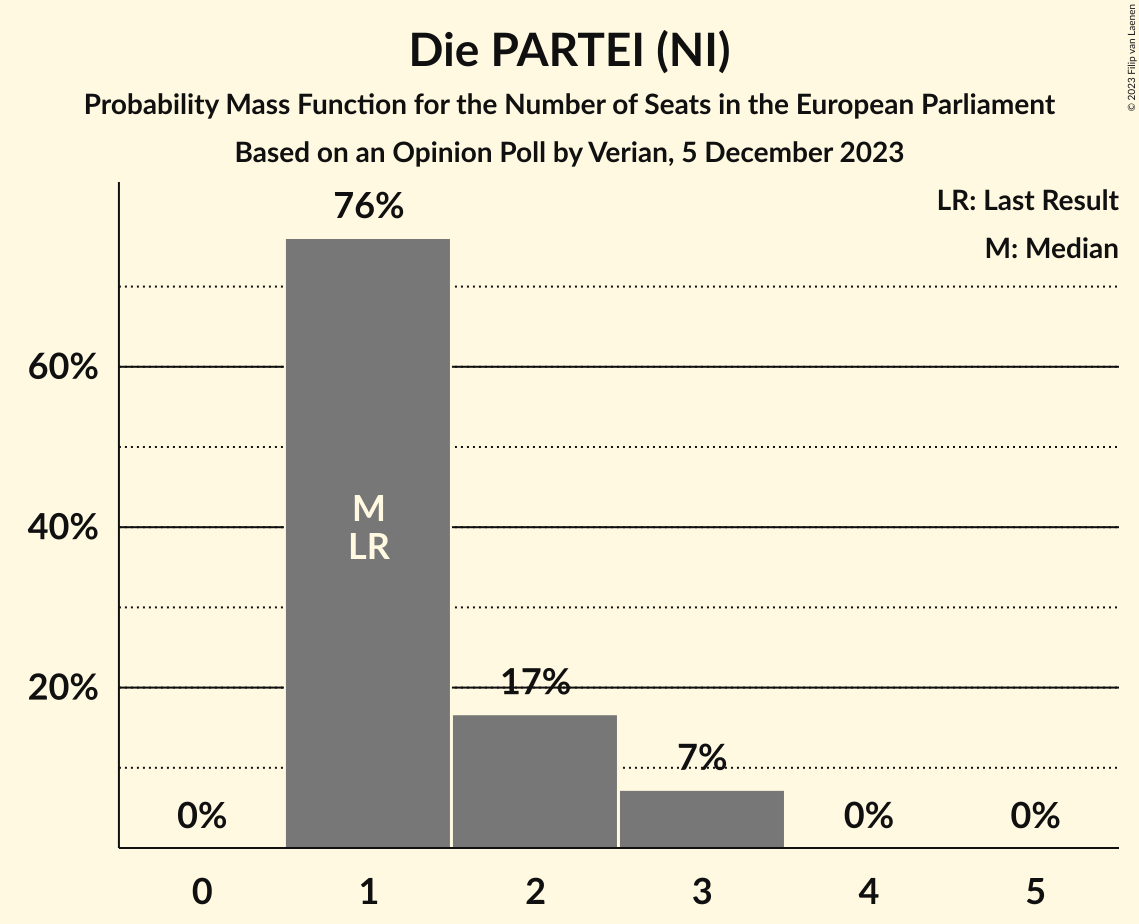 Die PARTEI (NI)
Probability Mass Function for the Number of Seats in the European Parliament
Based on an Opinion Poll by Verian, 5 December 2023
© 2023 Filip van Laenen
LR: Last Result
M: Median
76%
60%
40%
20%
M
LR
17%
7%
0%
0%
0%
0
1
2
3
4
5